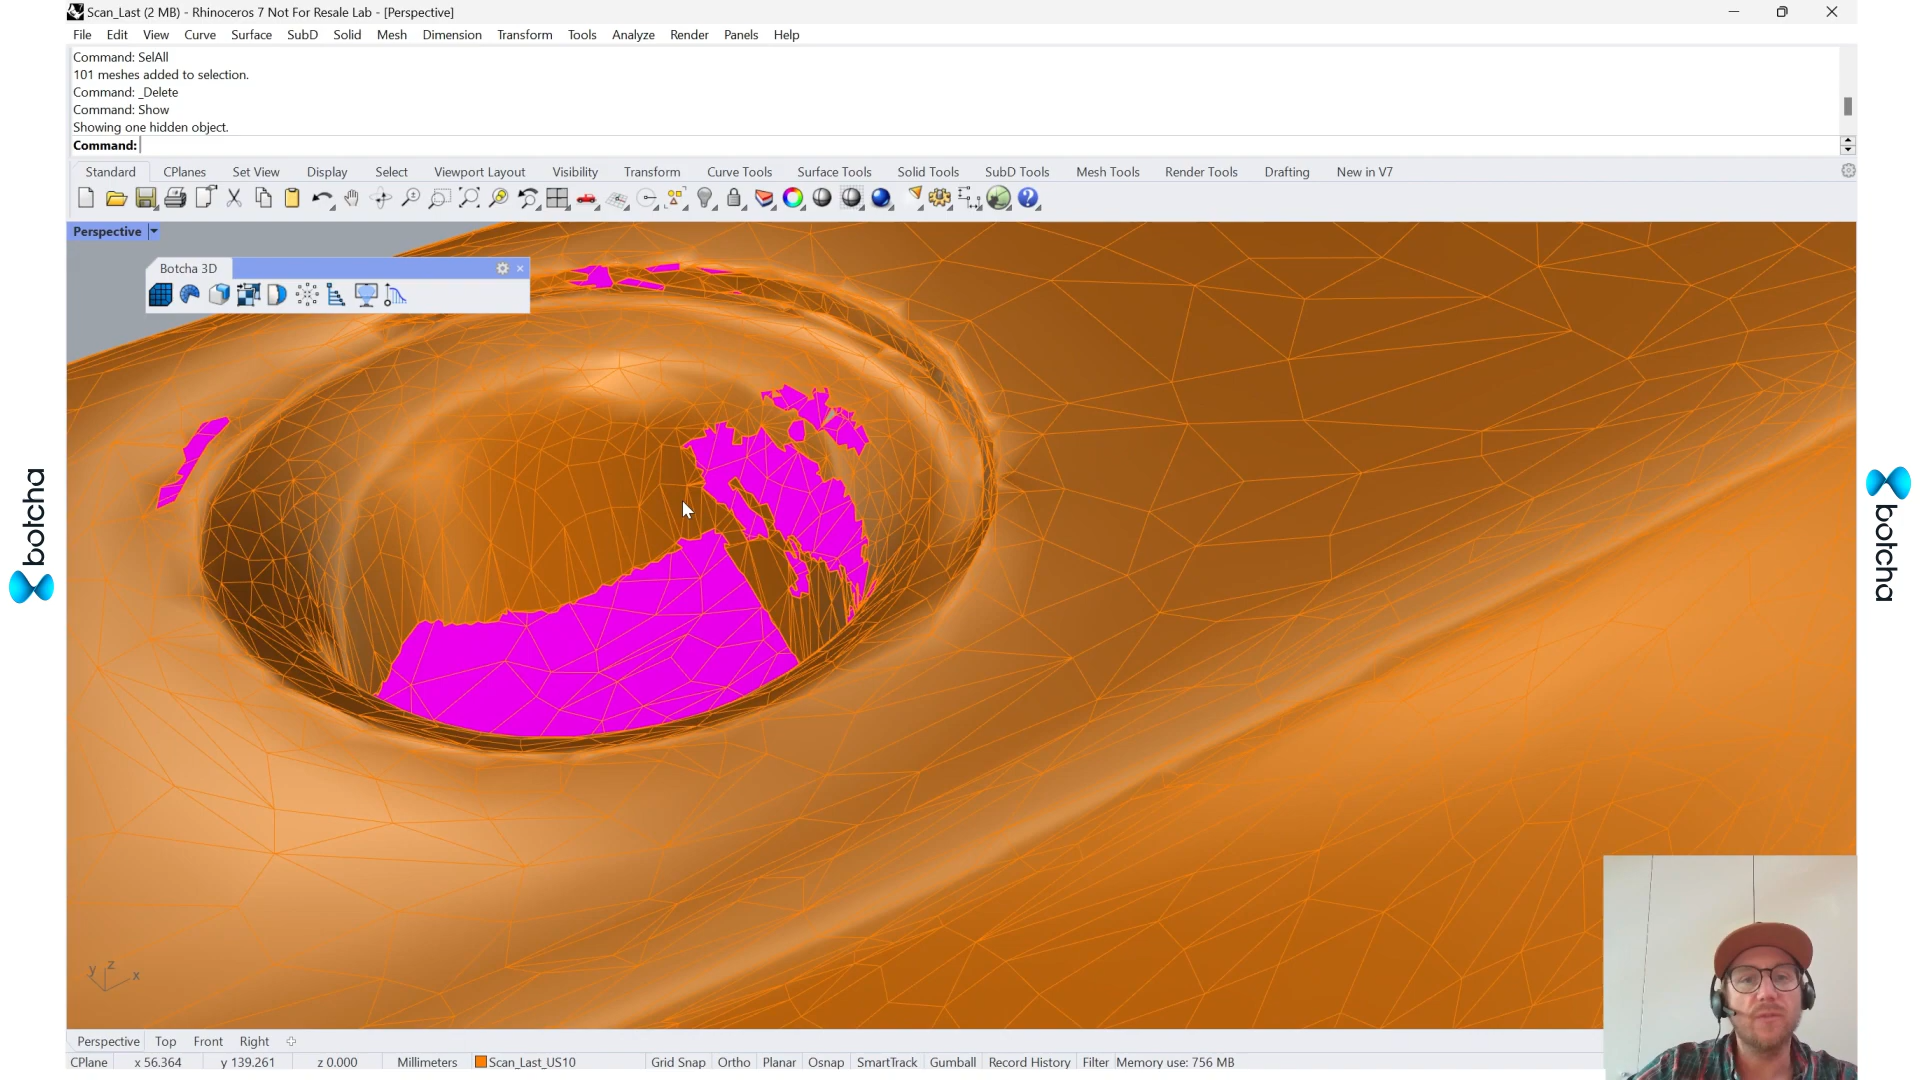 Scan_Last (2 MB) - Rhinoceros 7 Not For Resale Lab - [Perspective]
File Edit View Curve Surface SubD Solid Mesh Dimension Transform Tools Analyze Render Panels Help
Command: SelAll
101 meshes added to selection.
Command: _Delete
Command: Show
Showing one hidden object.
Command:
Standard CPlanes Set View Display Select Viewport Layout Visibility Transform Curve Tools Surface Tools Solid Tools SubD Tools Mesh Tools Render Tools Drafting New in V7
Perspective
Botcha 3D
botcha
botcha
y z x
Perspective Top Front Right
CPlane x 56.364 y 139.261 z 0.000 Millimeters Scan_Last_US10 Grid Snap Ortho Planar Osnap SmartTrack Gumball Record History Filter Memory use: 756 MB